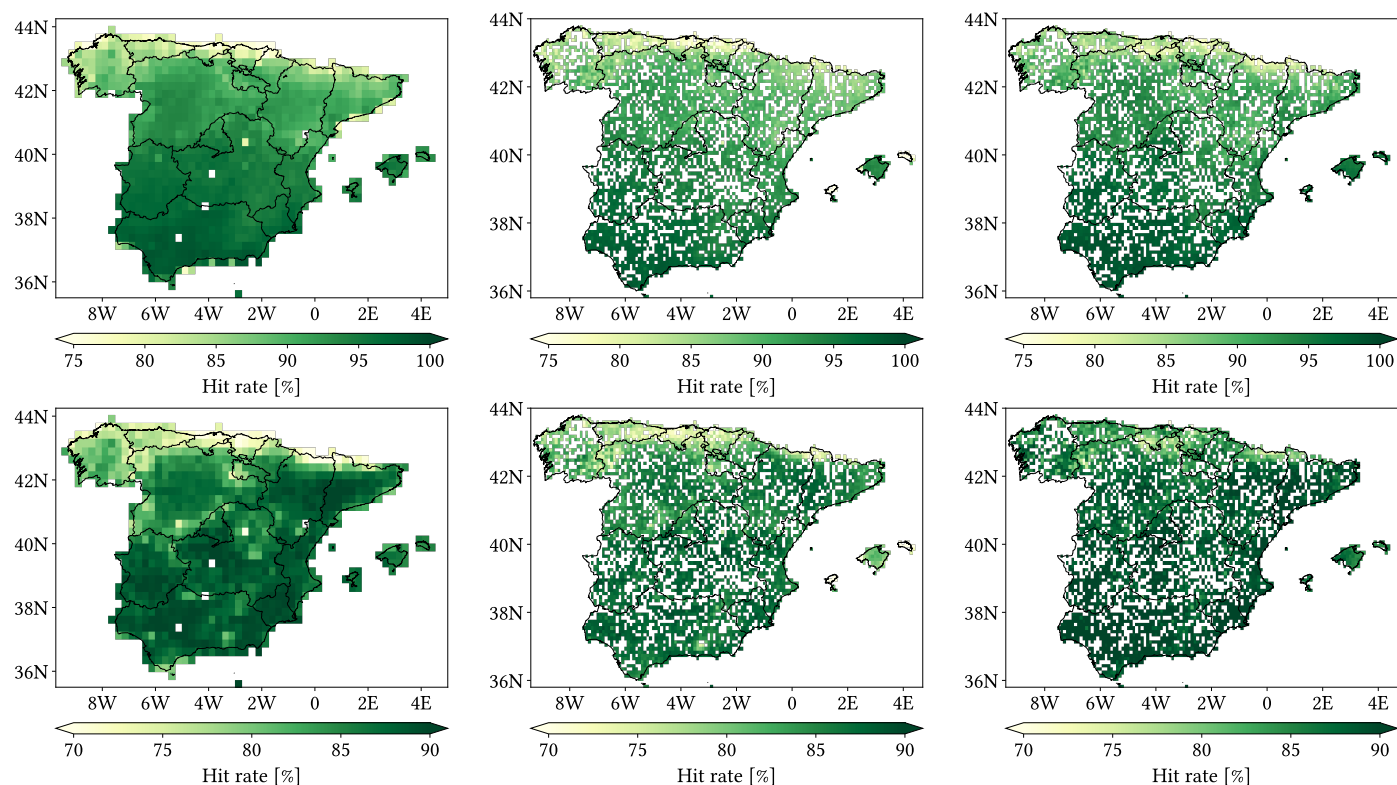 44N 44N 44N
42N 42N 42N
40N 40N 40N
38N 38N 38N
36N 36N 36N
8W 6W 4W 2W 0 2E 4E 8W 6W 4W 2W 0 2E 4E 8W 6W 4W 2W 0 2E 4E
75 80 85 90 95 100 75 80 85 90 95 100 75 80 85 90 95 100
Hit rate [%] Hit rate [%] Hit rate [%]
44N 44N 44N
42N 42N 42N
40N 40N 40N
38N 38N 38N
36N 36N 36N
8W 6W 4W 2W 0 2E 4E 8W 6W 4W 2W 0 2E 4E 8W 6W 4W 2W 0 2E 4E
70 75 80 85 90 70 75 80 85 90 70 75 80 85 90
Hit rate [%] Hit rate [%] Hit rate [%]